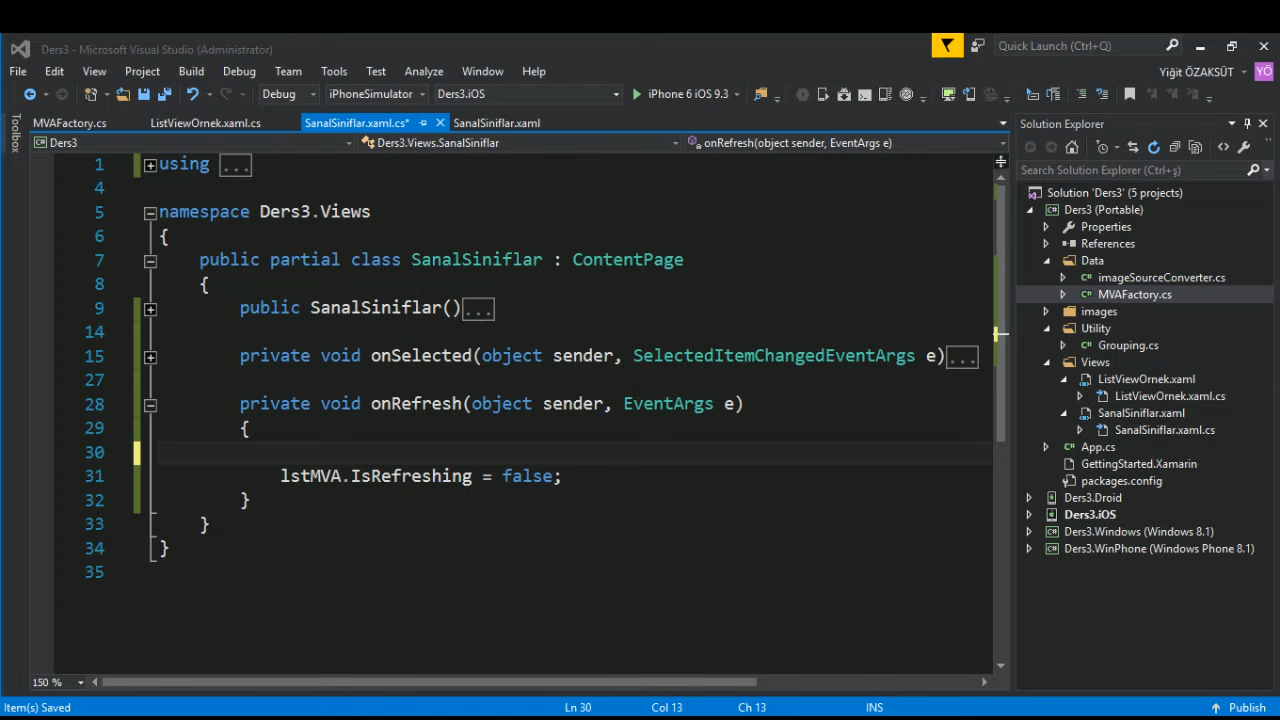 Ders3 - Microsoft Visual Studio (Administrator)
Quick Launch (Ctrl+Q)
File Edit View Project Build Debug Team Tools Test Analyze Window Help
Yiğit ÖZAKSÜT YÖ
Debug iPhoneSimulator Ders3.iOS iPhone 6 iOS 9.3
Toolbox
MVAFactory.cs ListViewOrnek.xaml.cs SanalSiniflar.xaml.cs* SanalSiniflar.xaml
Ders3 Ders3.Views.SanalSiniflar onRefresh(object sender, EventArgs e)
1 using ...
4
5 namespace Ders3.Views
6 {
7 public partial class SanalSiniflar : ContentPage
8 {
9 public SanalSiniflar()...
14
15 private void onSelected(object sender, SelectedItemChangedEventArgs e)...
27
28 private void onRefresh(object sender, EventArgs e)
29 {
30
31 lstMVA.IsRefreshing = false;
32 }
33 }
34 }
35
150 %
Solution Explorer
Search Solution Explorer (Ctrl+ş)
Solution 'Ders3' (5 projects)
Ders3 (Portable)
Properties
References
Data
imageSourceConverter.cs
MVAFactory.cs
images
Utility
Grouping.cs
Views
ListViewOrnek.xaml
ListViewOrnek.xaml.cs
SanalSiniflar.xaml
SanalSiniflar.xaml.cs
App.cs
GettingStarted.Xamarin
packages.config
Ders3.Droid
Ders3.iOS
Ders3.Windows (Windows 8.1)
Ders3.WinPhone (Windows Phone 8.1)
Item(s) Saved Ln 30 Col 13 Ch 13 INS Publish